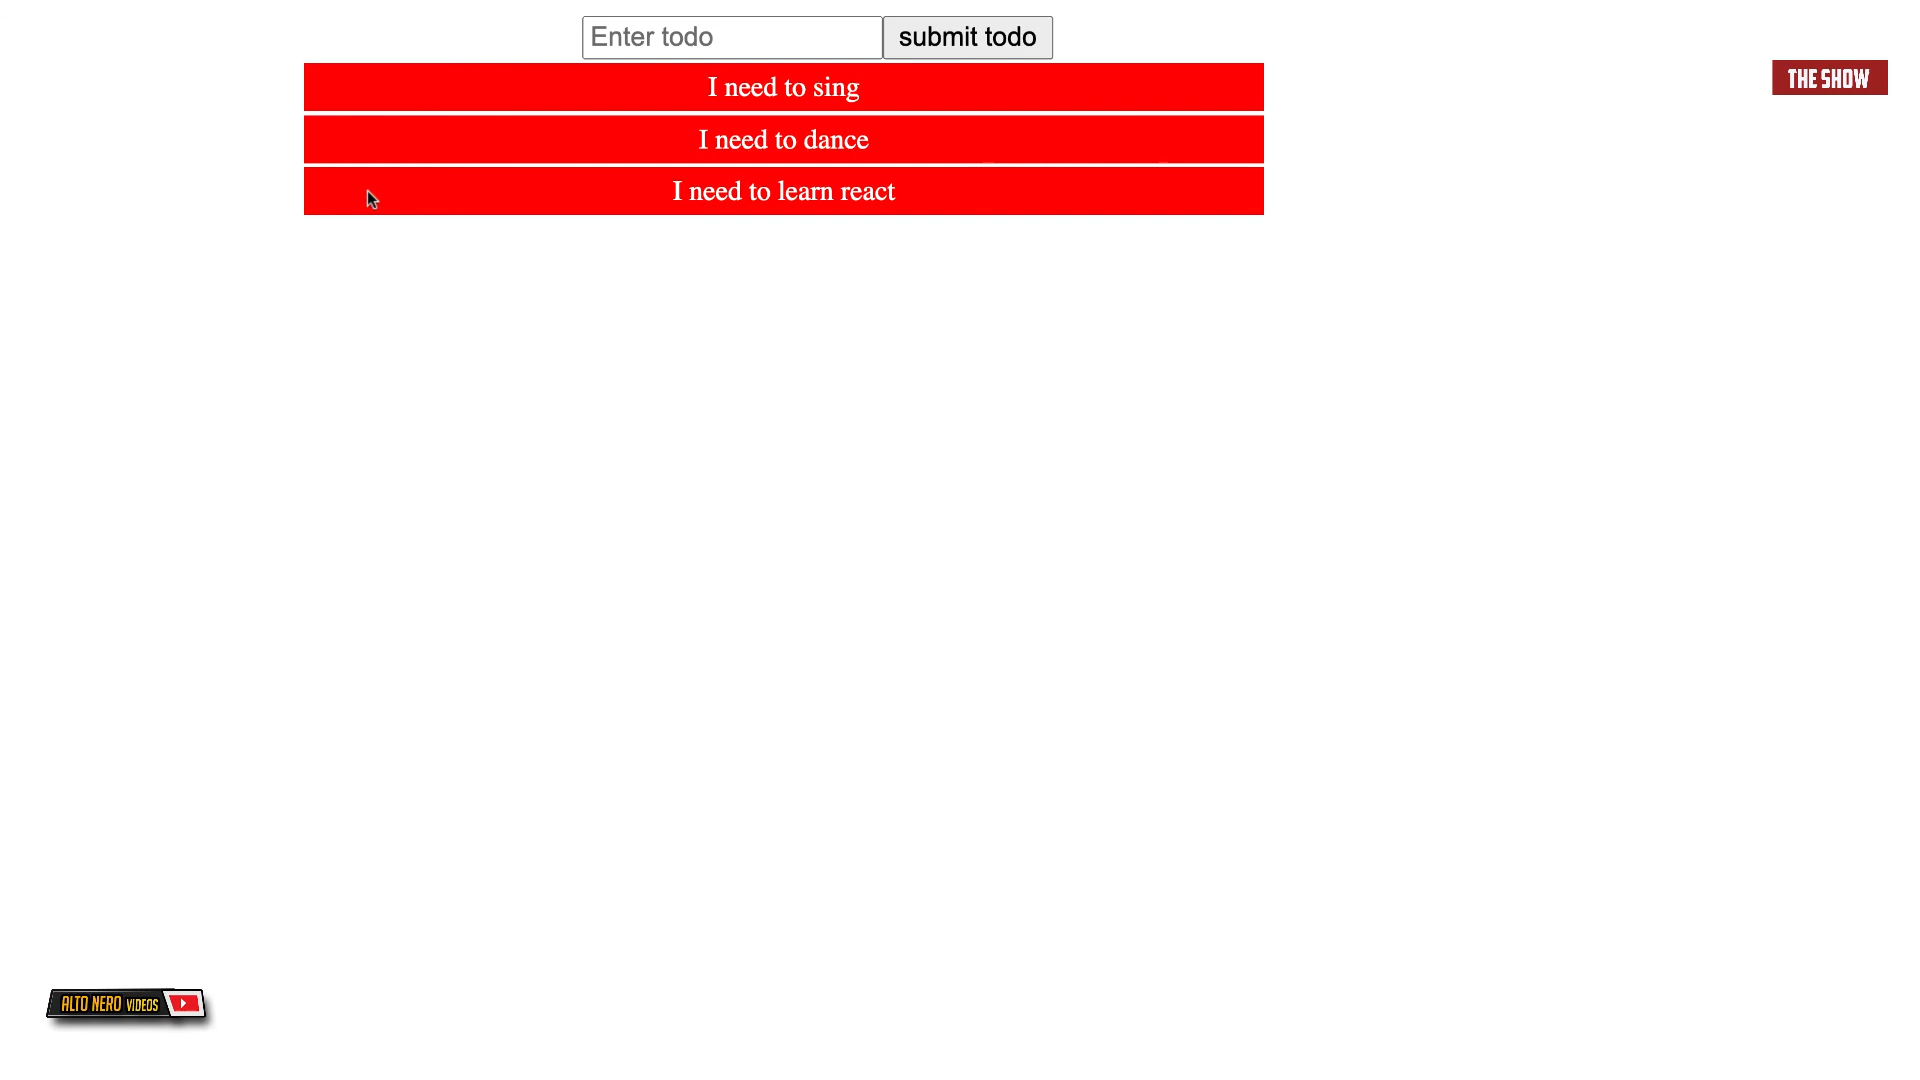 Enter todo submit todo
I need to sing
THE SHOW
I need to dance
I need to learn react
ALTO NERO VIDEOS